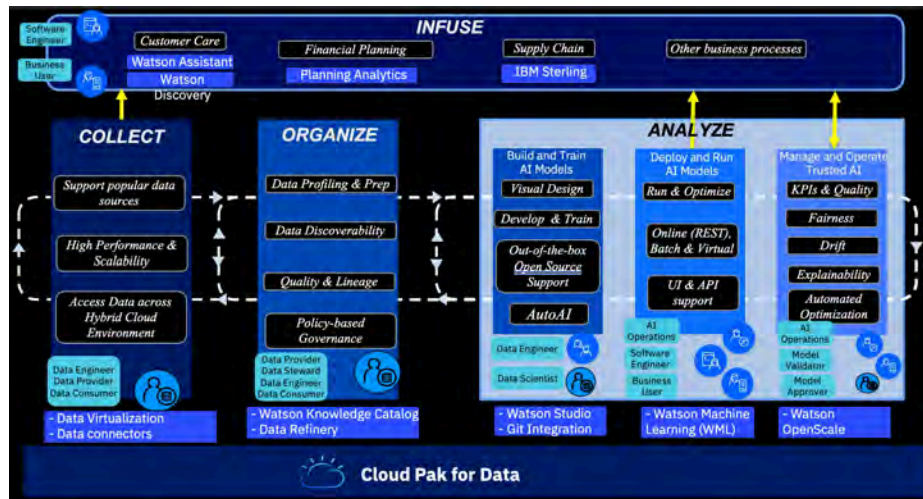 INFUSE
Software
Engineer
Business
User
Customer Care
Watson Assistant
Watson
Discovery
Financial Planning
Planning Analytics
Supply Chain
IBM Sterling
Other business processes
COLLECT
Support popular data
sources
High Performance &
Scalability
Access Data across
Hybrid Cloud
Environment
Data Engineer
Data Provider
Data Consumer
- Data Virtualization
- Data connectors
ORGANIZE
Data Profiling & Prep
Data Discoverability
Quality & Lineage
Policy-based
Governance
Data Provider
Data Steward
Data Engineer
Data Consumer
- Watson Knowledge Catalog
- Data Refinery
ANALYZE
Build and Train
AI Models
Visual Design
Develop & Train
Out-of-the-box
Open Source
Support
AutoAI
Data Engineer
Data Scientist
- Watson Studio
- Git Integration
Deploy and Run
AI Models
Run & Optimize
Online (REST),
Batch & Virtual
UI & API
support
AI
Operations
Software
Engineer
Business
User
- Watson Machine
Learning (WML)
Manage and Operate
Trusted AI
KPIs & Quality
Fairness
Drift
Explainability
Automated
Optimization
AI
Operations
Model
Validator
Model
Approver
- Watson
OpenScale
Cloud Pak for Data